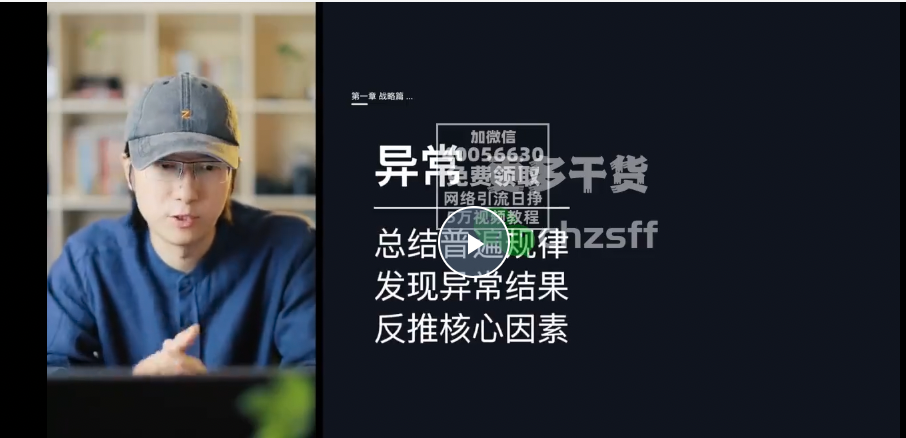 第一章 战略篇 ...
加微信
0056630
异常
免费领取
多干货
网络引流日挣
5万视频教程
hzsff
总结普遍规律
发现异常结果
反推核心因素
Z